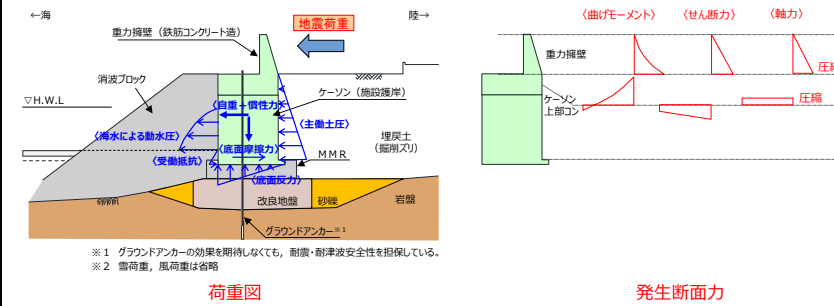 ←海
陸→
地震荷重
重力擁壁（鉄筋コンクリート造）
消波ブロック
ケーソン（施設護岸）
▽H.W.L
〈自重＋慣性力〉
〈海水による動水圧〉
〈主働土圧〉
〈底面摩擦力〉
〈受働抵抗〉
埋戻土
（掘削ズリ）
MMR
〈底面反力〉
改良地盤
砂礫
岩盤
グラウンドアンカー※1
※1 グラウンドアンカーの効果を期待しなくても，耐震・耐津波安全性を担保している。
※2 雪荷重，風荷重は省略
荷重図
〈曲げモーメント〉
〈せん断力〉
〈軸力〉
重力擁壁
圧縮
ケーソン
上部コン
圧縮
発生断面力